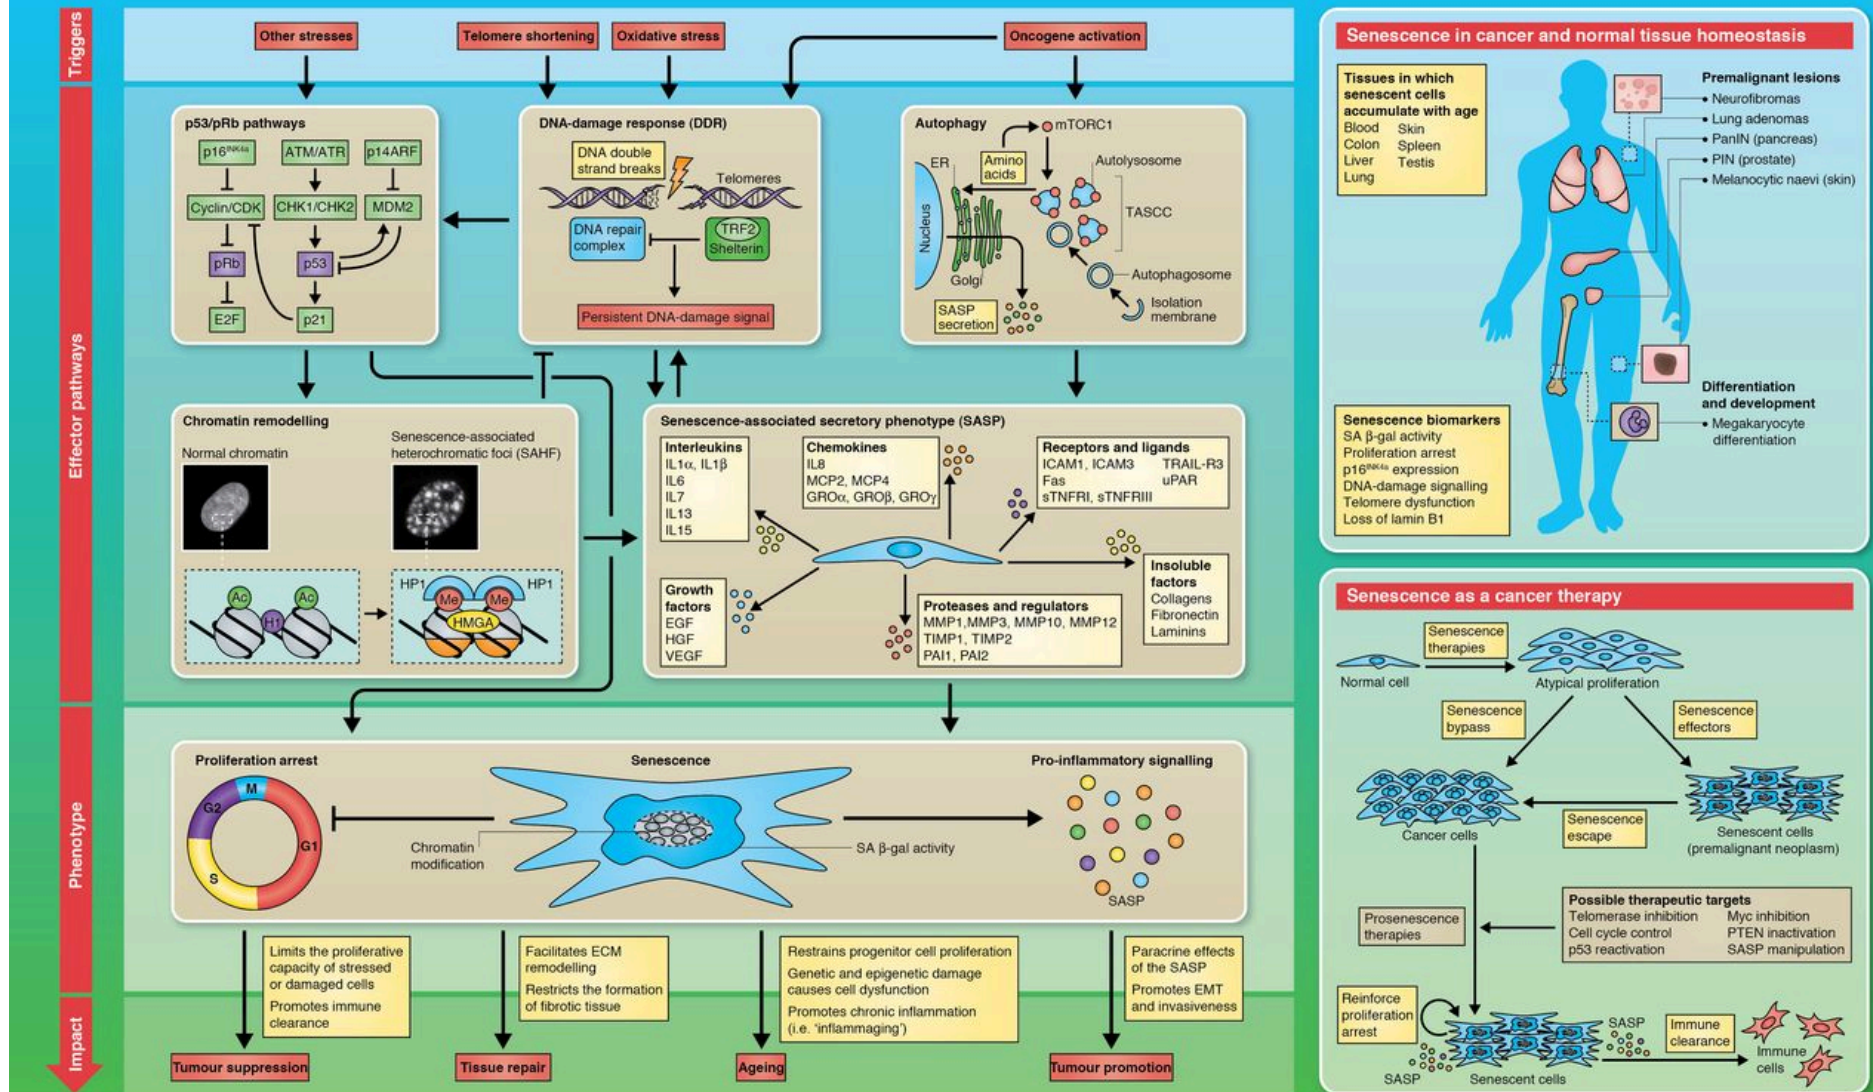 Triggers
Other stresses
Telomere shortening
Oxidative stress
Oncogene activation
Effector pathways
p53/pRb pathways
p16INK4a
ATM/ATR
p14ARF
Cyclin/CDK
CHK1/CHK2
MDM2
pRb
p53
E2F
p21
DNA-damage response (DDR)
DNA double
strand breaks
Telomeres
DNA repair
complex
TRF2
Shelterin
Persistent DNA-damage signal
Autophagy
mTORC1
ER
Amino
acids
Autolysosome
TASCC
Nucleus
Golgi
Autophagosome
SASP
secretion
Isolation
membrane
Chromatin remodelling
Normal chromatin
Senescence-associated
heterochromatic foci (SAHF)
Ac
Ac
H1
HP1
HP1
Me
Me
HMGA
Senescence-associated secretory phenotype (SASP)
Interleukins
IL1α, IL1β
IL6
IL7
IL13
IL15
Chemokines
IL8
MCP2, MCP4
GROα, GROβ, GROγ
Receptors and ligands
ICAM1, ICAM3 TRAIL-R3
Fas uPAR
sTNFRI, sTNFRIII
Growth
factors
EGF
HGF
VEGF
Proteases and regulators
MMP1,MMP3, MMP10, MMP12
TIMP1, TIMP2
PAI1, PAI2
Insoluble
factors
Collagens
Fibronectin
Laminins
Phenotype
Proliferation arrest
M
G2
G1
S
Senescence
Chromatin
modification
SA β-gal activity
Pro-inflammatory signalling
SASP
Limits the proliferative
capacity of stressed
or damaged cells
Promotes immune
clearance
Facilitates ECM
remodelling
Restricts the formation
of fibrotic tissue
Restrains progenitor cell proliferation
Genetic and epigenetic damage
causes cell dysfunction
Promotes chronic inflammation
(i.e. ‘inflammaging’)
Paracrine effects
of the SASP
Promotes EMT
and invasiveness
Impact
Tumour suppression
Tissue repair
Ageing
Tumour promotion
Senescence in cancer and normal tissue homeostasis
Tissues in which
senescent cells
accumulate with age
Blood Skin
Colon Spleen
Liver Testis
Lung
Premalignant lesions
• Neurofibromas
• Lung adenomas
• PanIN (pancreas)
• PIN (prostate)
• Melanocytic naevi (skin)
Differentiation
and development
• Megakaryocyte
differentiation
Senescence biomarkers
SA β-gal activity
Proliferation arrest
p16INK4a expression
DNA-damage signalling
Telomere dysfunction
Loss of lamin B1
Senescence as a cancer therapy
Senescence
therapies
Normal cell
Atypical proliferation
Senescence
bypass
Senescence
effectors
Cancer cells
Senescence
escape
Senescent cells
(premalignant neoplasm)
Prosenescence
therapies
Possible therapeutic targets
Telomerase inhibition Myc inhibition
Cell cycle control PTEN inactivation
p53 reactivation SASP manipulation
Reinforce
proliferation
arrest
SASP
Senescent cells
SASP
Immune
clearance
Immune
cells